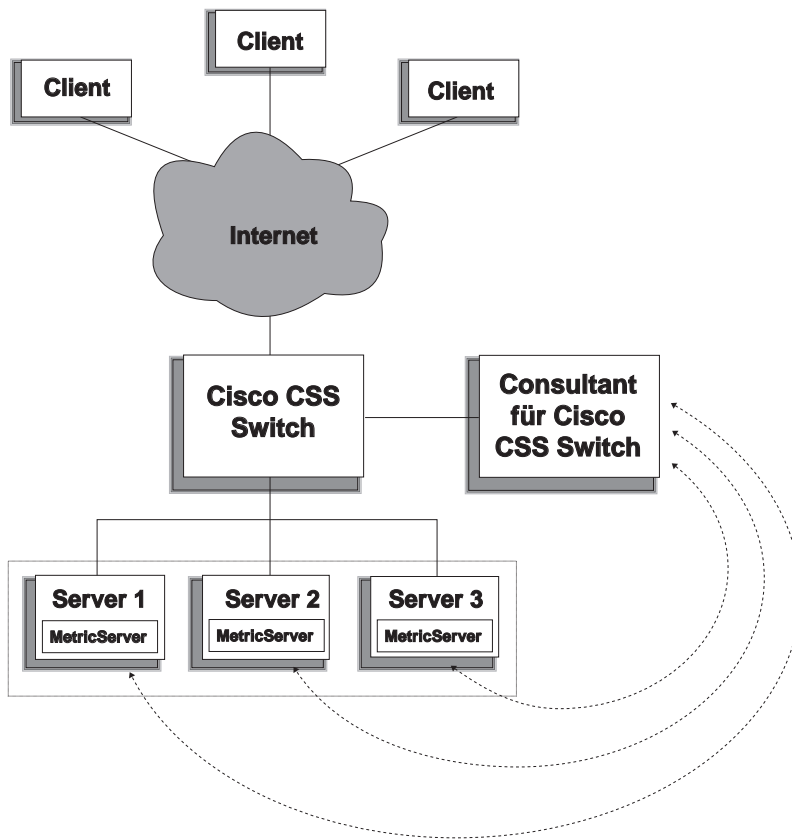 Client
Client
Client
Internet
Cisco CSS
Switch
Consultant
für Cisco
CSS Switch
Server 1
MetricServer
Server 2
MetricServer
Server 3
MetricServer